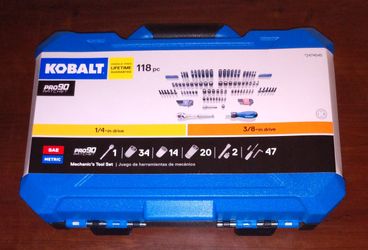 KOBALT
LIFETIME
GUARANTEE
118 pc
PRO90
1/4-in drive
3/8-in drive
SAE
METRIC
PRO90
1
34
14
20
2
47
Mechanic's Tool Set | Juego de herramientas de mecánico